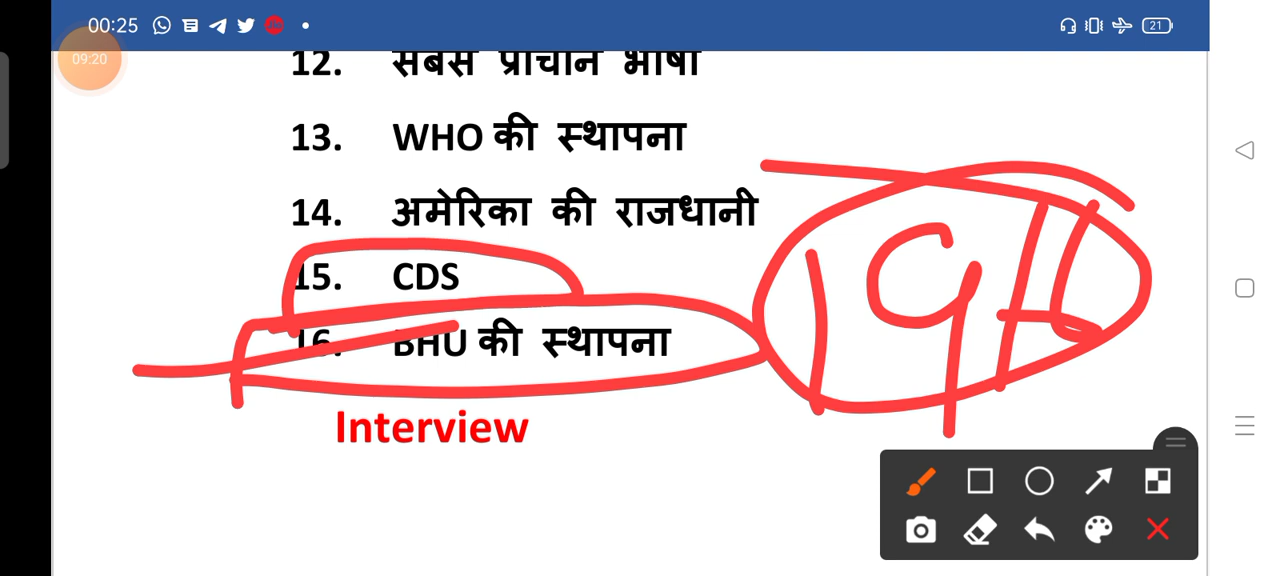 00:25 21
09:20
12. सबसे प्राचीन भाषा
13. WHO की स्थापना
14. अमेरिका की राजधानी
15. CDS
16. BHU की स्थापना
1916
Interview